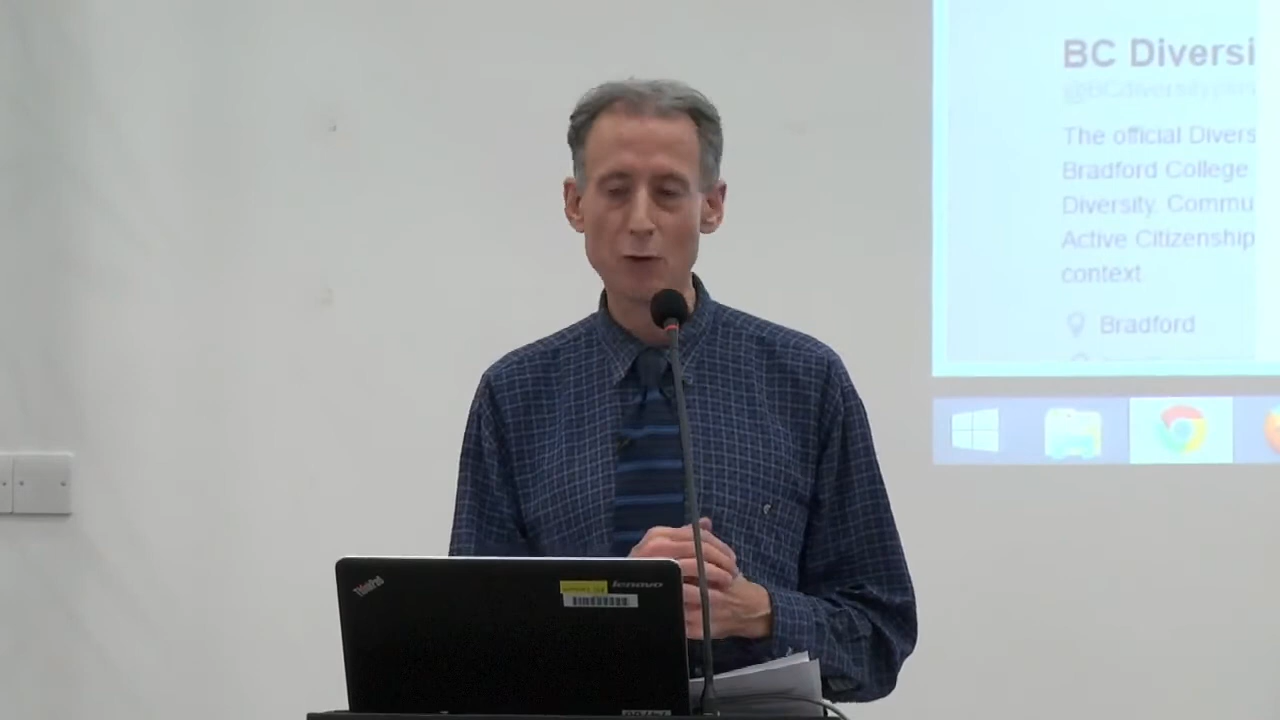 BC Diversi
The official Divers
Bradford College
Diversity. Commu
Active Citizenship
context
Bradford
ThinkPad
lenovo